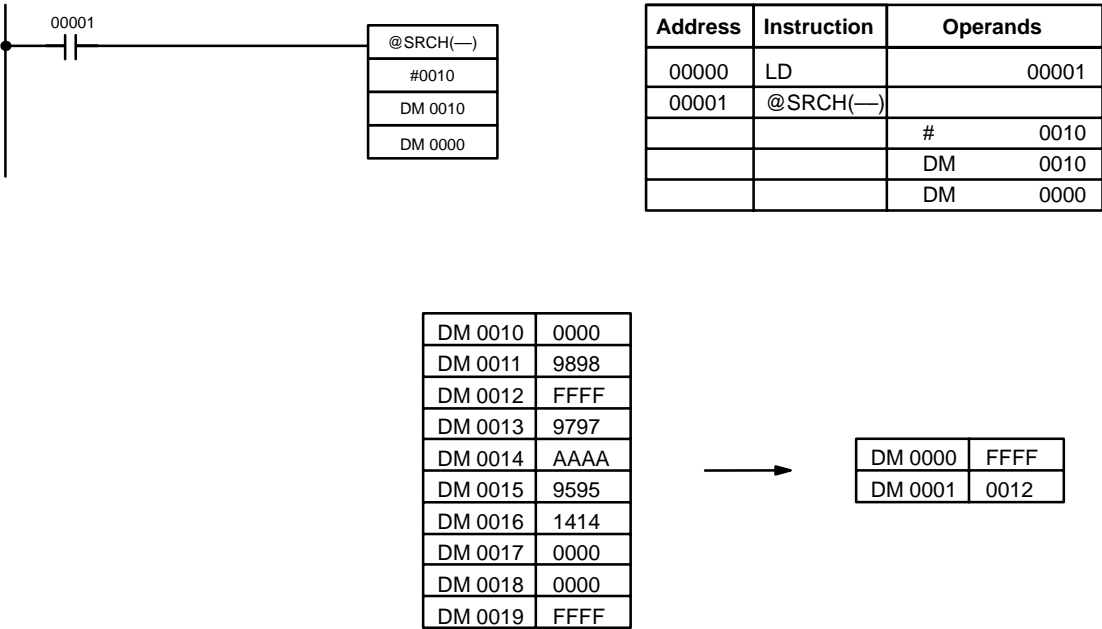 00001
@SRCH(—)
#0010
DM 0010
DM 0000
Address Instruction Operands
00000 LD 00001
00001 @SRCH(—)
# 0010
DM 0010
DM 0000
DM 0010 0000
DM 0011 9898
DM 0012 FFFF
DM 0013 9797
DM 0014 AAAA
DM 0015 9595
DM 0016 1414
DM 0017 0000
DM 0018 0000
DM 0019 FFFF
DM 0000 FFFF
DM 0001 0012